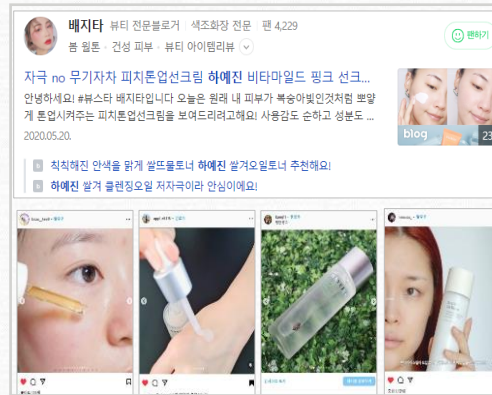 배지타 뷰티 전문블로거 색조화장 전문 팬 4,229
봄 웜톤 · 건성 피부 · 뷰티 아이템리뷰
팬하기
자극 no 무기자차 피치톤업선크림 하예진 비타마일드 핑크 선크...
안녕하세요! #뷰스타 배지타입니다 오늘은 원래 내 피부가 복숭아빛인것처럼 뽀얗
게 톤업시켜주는 피치톤업선크림을 보여드리려고해요! 사용감도 순하고 성분도 ...
2020.05.20.
blog
23
칙칙해진 안색을 맑게 쌀뜨물토너 하예진 쌀겨오일토너 추천해요!
하예진 쌀겨 클렌징오일 저자극이라 안심이에요!